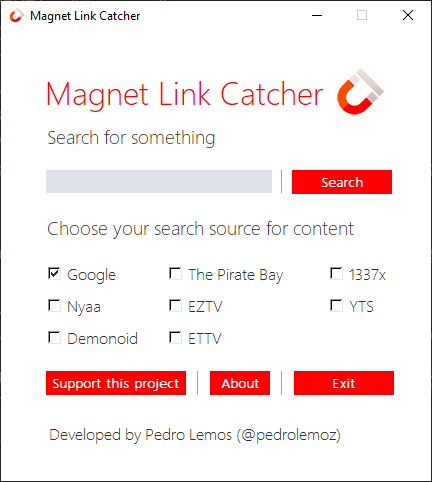 Magnet Link Catcher
Magnet Link Catcher
Search for something
Search
Choose your search source for content
Google The Pirate Bay 1337x
Nyaa EZTV YTS
Demonoid ETTV
Support this project About Exit
Developed by Pedro Lemos (@pedrolemoz)